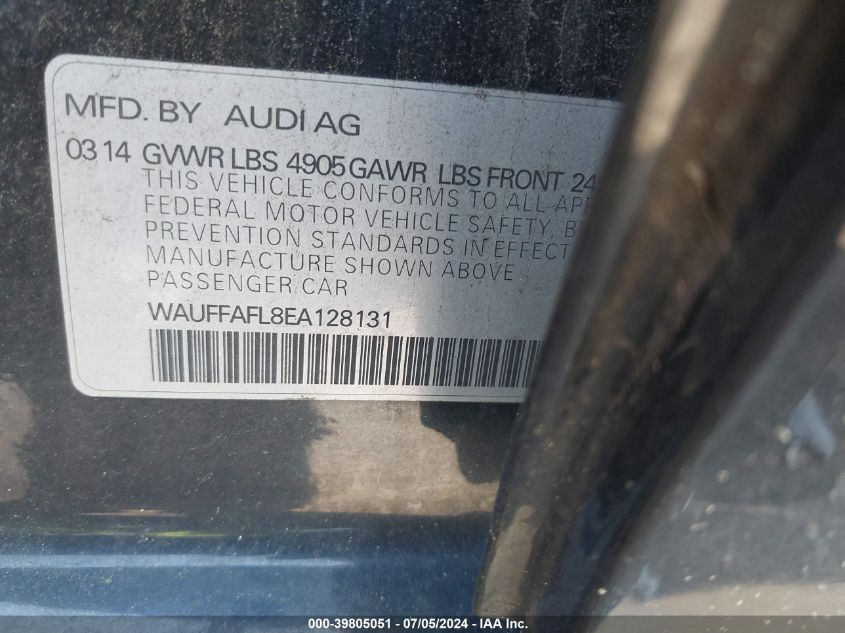 MFD. BY AUDI AG
03 14 GVWR LBS 4905 GAWR LBS FRONT 24
THIS VEHICLE CONFORMS TO ALL APP
FEDERAL MOTOR VEHICLE SAFETY, B
PREVENTION STANDARDS IN EFFECT
MANUFACTURE SHOWN ABOVE
PASSENGER CAR
WAUFFAFL8EA128131
000-39805051 / 07/05/2024 - IAA Inc.